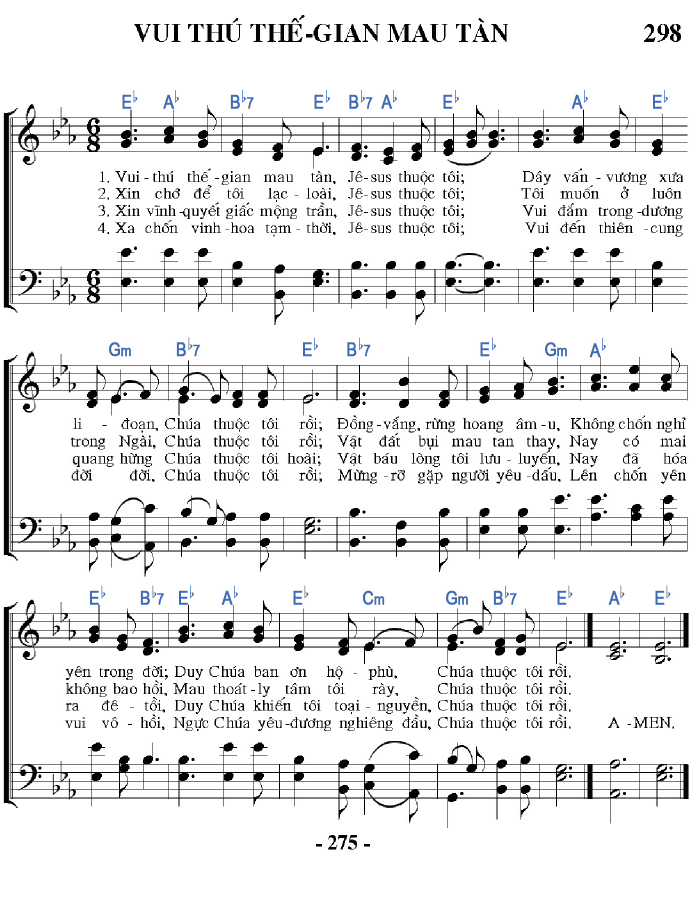 VUI THÚ THẾ-GIAN MAU TÀN 298
E♭ A♭ B♭7 E♭ B♭7 A♭ E♭ A♭ E♭
1. Vui-thú thế-gian mau tàn, Jê-sus thuộc tôi; Dầy vấn-vương xưa
2. Xin chớ để tôi lạc-loài, Jê-sus thuộc tôi; Tôi muốn ở luôn
3. Xin vĩnh-quyết giấc mộng trần, Jê-sus thuộc tôi; Vui đắm trong-dương
4. Xa chốn vinh-hoa tạm-thời, Jê-sus thuộc tôi; Vui đến thiên-cung
Gm B♭7 E♭ B♭7 E♭ Gm A♭
li-đoạn, Chúa thuộc tôi rồi; Đồng-vắng, rừng hoang âm-u, Không chốn nghỉ
trong Ngài, Chúa thuộc tôi rồi; Vật đất bụi mau tan thay, Nay có mai
quang hừng Chúa thuộc tôi hoài; Vật báu lòng tôi lưu-luyến, Nay đã hóa
đời đời, Chúa thuộc tôi rồi; Mừng-rỡ gặp người yêu-dấu, Lên chốn yên
E♭ B♭7 E♭ A♭ E♭ Cm Gm B♭7 E♭ A♭ E♭
yên trong đời; Duy Chúa ban ơn hộ-phù, Chúa thuộc tôi rồi.
không bao hồi, Mau thoát-ly tâm tôi rày, Chúa thuộc tôi rồi.
ra đê-tồi, Duy Chúa khiến tôi toại-nguyền, Chúa thuộc tôi rồi.
vui vô-hồi, Ngực Chúa yêu-đương nghiêng đầu, Chúa thuộc tôi rồi. A-MEN.
- 275 -